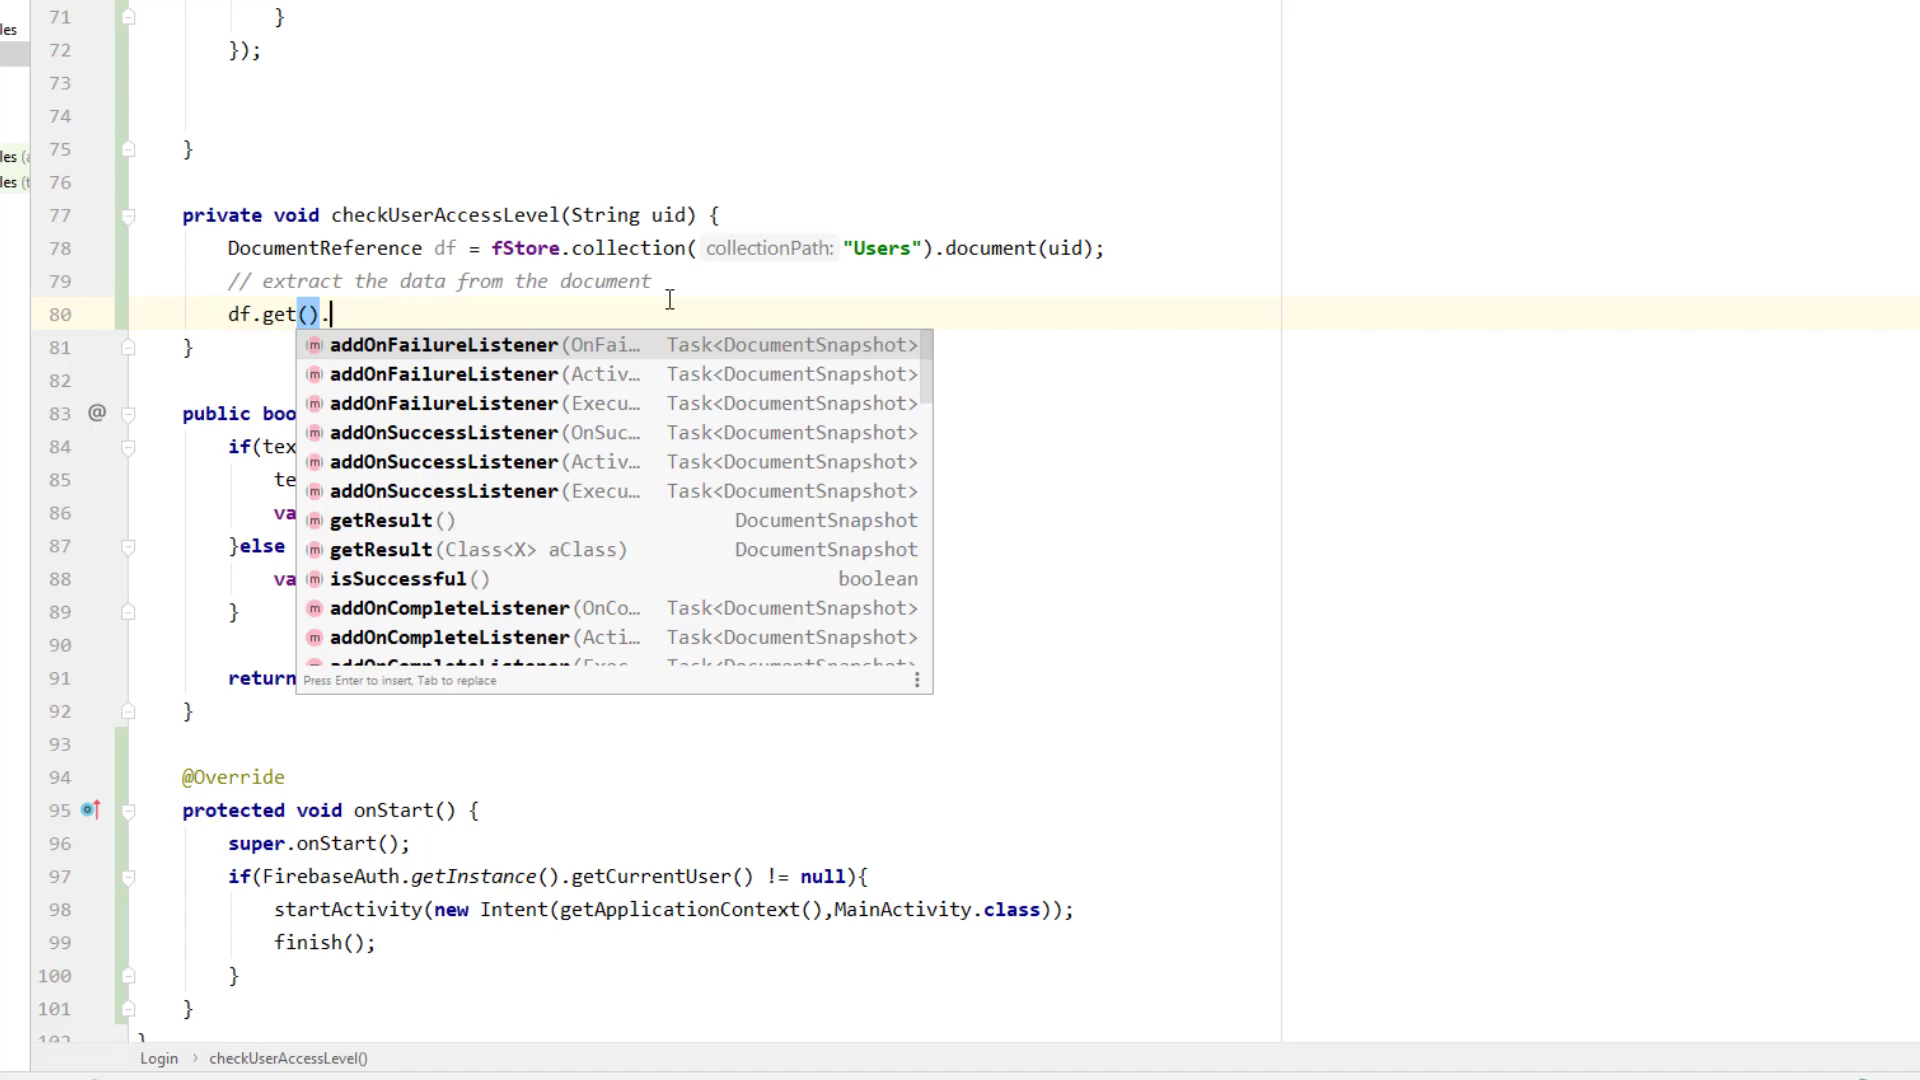 les
les (a
les (t
71 }
72 });
73
74
75 }
76
77 private void checkUserAccessLevel(String uid) {
78 DocumentReference df = fStore.collection( collectionPath: "Users").document(uid);
79 // extract the data from the document
80 df.get().
81 }
82
83 @ public boo
84 if(tex
85 te
86 va
87 }else
88 va
89 }
90
91 return
92 }
93
94 @Override
95 protected void onStart() {
96 super.onStart();
97 if(FirebaseAuth.getInstance().getCurrentUser() != null){
98 startActivity(new Intent(getApplicationContext(),MainActivity.class));
99 finish();
100 }
101 }
102 }
m addOnFailureListener(OnFai… Task<DocumentSnapshot>
m addOnFailureListener(Activ… Task<DocumentSnapshot>
m addOnFailureListener(Execu… Task<DocumentSnapshot>
m addOnSuccessListener(OnSuc… Task<DocumentSnapshot>
m addOnSuccessListener(Activ… Task<DocumentSnapshot>
m addOnSuccessListener(Execu… Task<DocumentSnapshot>
m getResult() DocumentSnapshot
m getResult(Class<X> aClass) DocumentSnapshot
m isSuccessful() boolean
m addOnCompleteListener(OnCo… Task<DocumentSnapshot>
m addOnCompleteListener(Acti… Task<DocumentSnapshot>
m addOnCompleteListener(Exec… Task<DocumentSnapshot>
Press Enter to insert, Tab to replace
Login › checkUserAccessLevel()